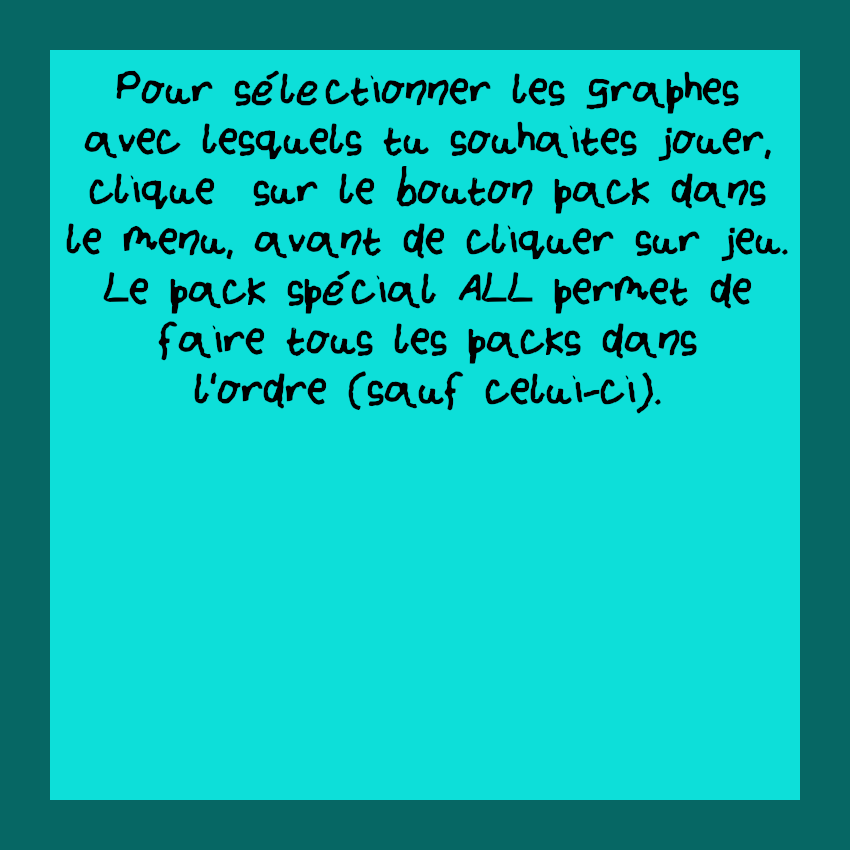 Pour sélectionner les graphes
avec lesquels tu souhaites jouer,
clique  sur le bouton pack dans
le menu, avant de cliquer sur jeu.
Le pack spécial ALL permet de
faire tous les packs dans
l'ordre (sauf celui-ci).